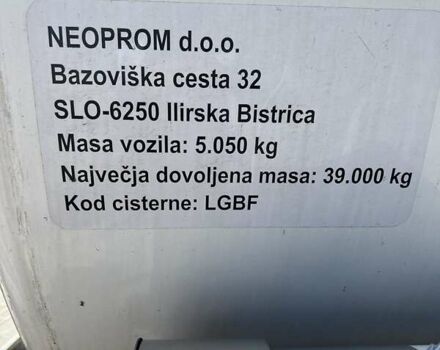 NEOPROM d.o.o.
Bazoviška cesta 32
SLO-6250 Ilirska Bistrica
Masa vozila: 5.050 kg
Največja dovoljena masa: 39.000 kg
Kod cisterne: LGBF